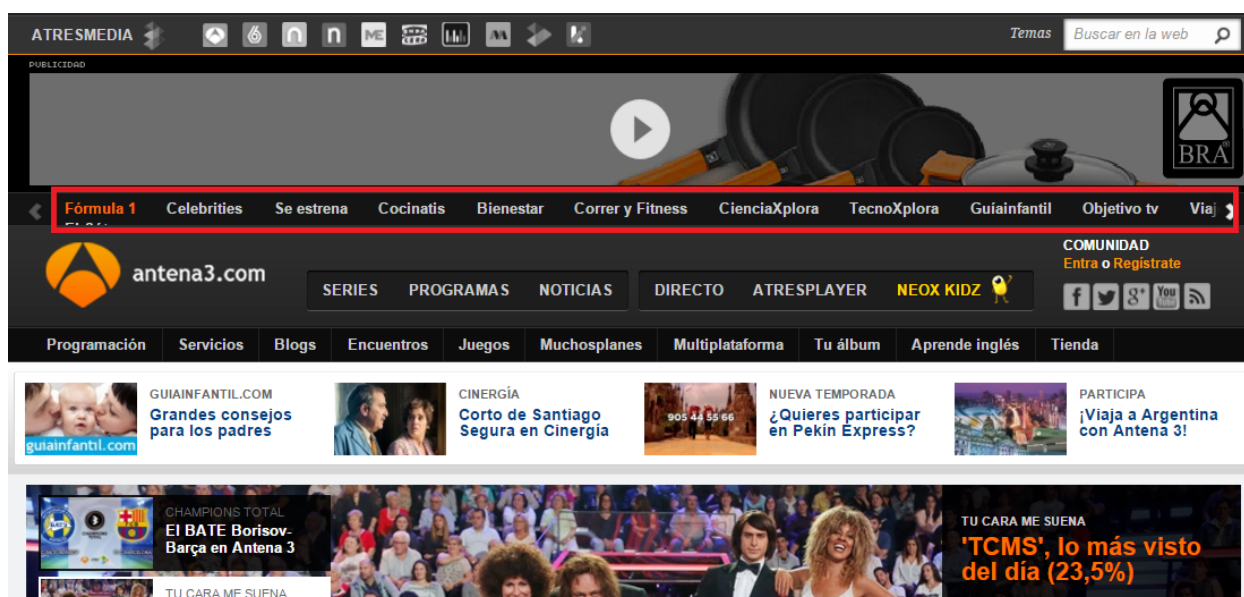 ATRESMEDIA
Temas
Buscar en la web
PUBLICIDAD
BRA
Fórmula 1 Celebrities Se estrena Cocinatis Bienestar Correr y Fitness CienciaXplora TecnoXplora Guíainfantil Objetivo tv Viaj
antena3.com
SERIES PROGRAMAS NOTICIAS DIRECTO ATRESPLAYER NEOX KIDZ
COMUNIDAD
Entra o Regístrate
Programación Servicios Blogs Encuentros Juegos Muchosplanes Multiplataforma Tu álbum Aprende inglés Tienda
guiainfantil.com
GUIAINFANTIL.COM
Grandes consejos
para los padres
CINERGÍA
Corto de Santiago
Segura en Cinergía
905 44 55 66
NUEVA TEMPORADA
¿Quieres participar
en Pekín Express?
PARTICIPA
¡Viaja a Argentina
con Antena 3!
CHAMPIONS TOTAL
El BATE Borisov-
Barça en Antena 3
TU CARA ME SUENA
TU CARA ME SUENA
'TCMS', lo más visto
del día (23,5%)